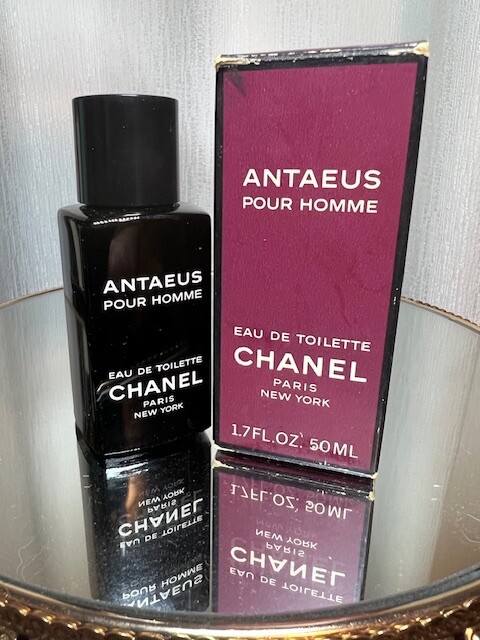 ANTAEUS
POUR HOMME
EAU DE TOILETTE
CHANEL
PARIS
NEW YORK
ANTAEUS
POUR HOMME
EAU DE TOILETTE
CHANEL
PARIS
NEW YORK
1.7FL.OZ. 50ML